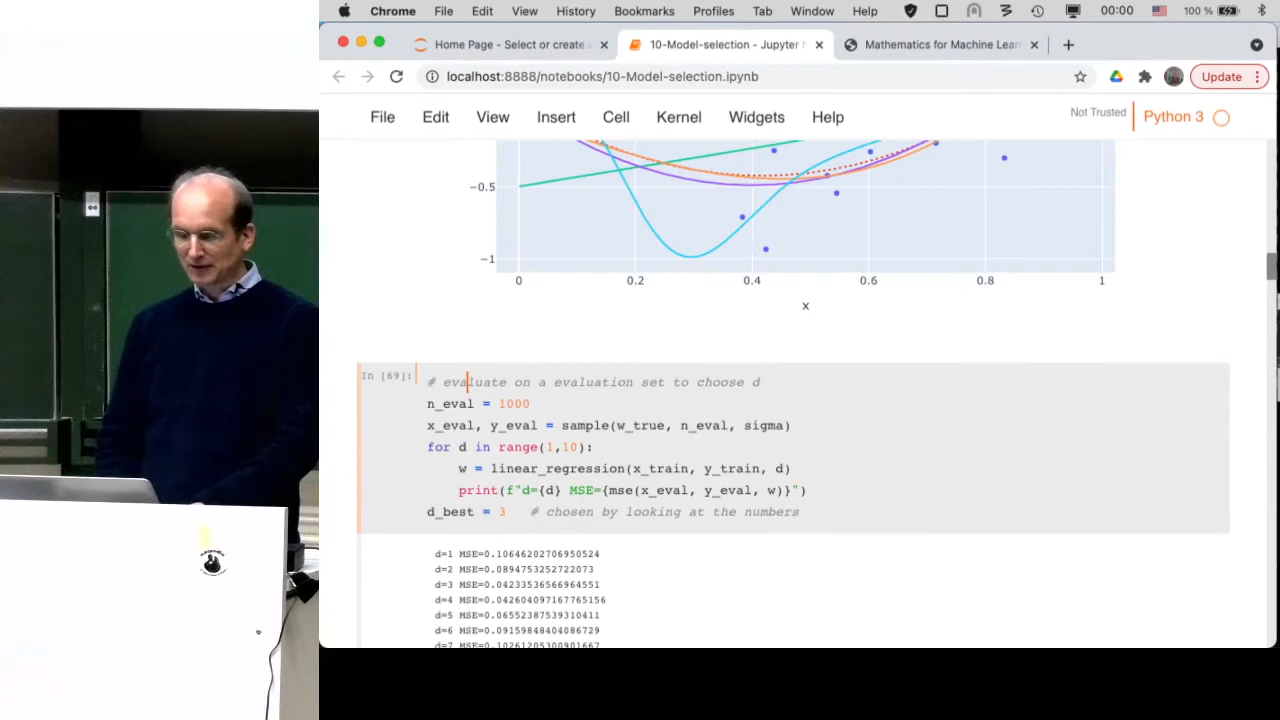 Chrome File Edit View History Bookmarks Profiles Tab Window Help 00:00 100 %
Home Page - Select or create a 10-Model-selection - Jupyter Mathematics for Machine Learn
localhost:8888/notebooks/10-Model-selection.ipynb Update
File Edit View Insert Cell Kernel Widgets Help Not Trusted Python 3
−0.5
−1
0 0.2 0.4 0.6 0.8 1
x
In [69]: # evaluate on a evaluation set to choose d
n_eval = 1000
x_eval, y_eval = sample(w_true, n_eval, sigma)
for d in range(1,10):
w = linear_regression(x_train, y_train, d)
print(f"d={d} MSE={mse(x_eval, y_eval, w)}")
d_best = 3 # chosen by looking at the numbers
d=1 MSE=0.10646202706950524
d=2 MSE=0.0894753252722073
d=3 MSE=0.04233536566964551
d=4 MSE=0.042604097167765156
d=5 MSE=0.06552387539310411
d=6 MSE=0.09159848404086729
d=7 MSE=0.10261205300901667